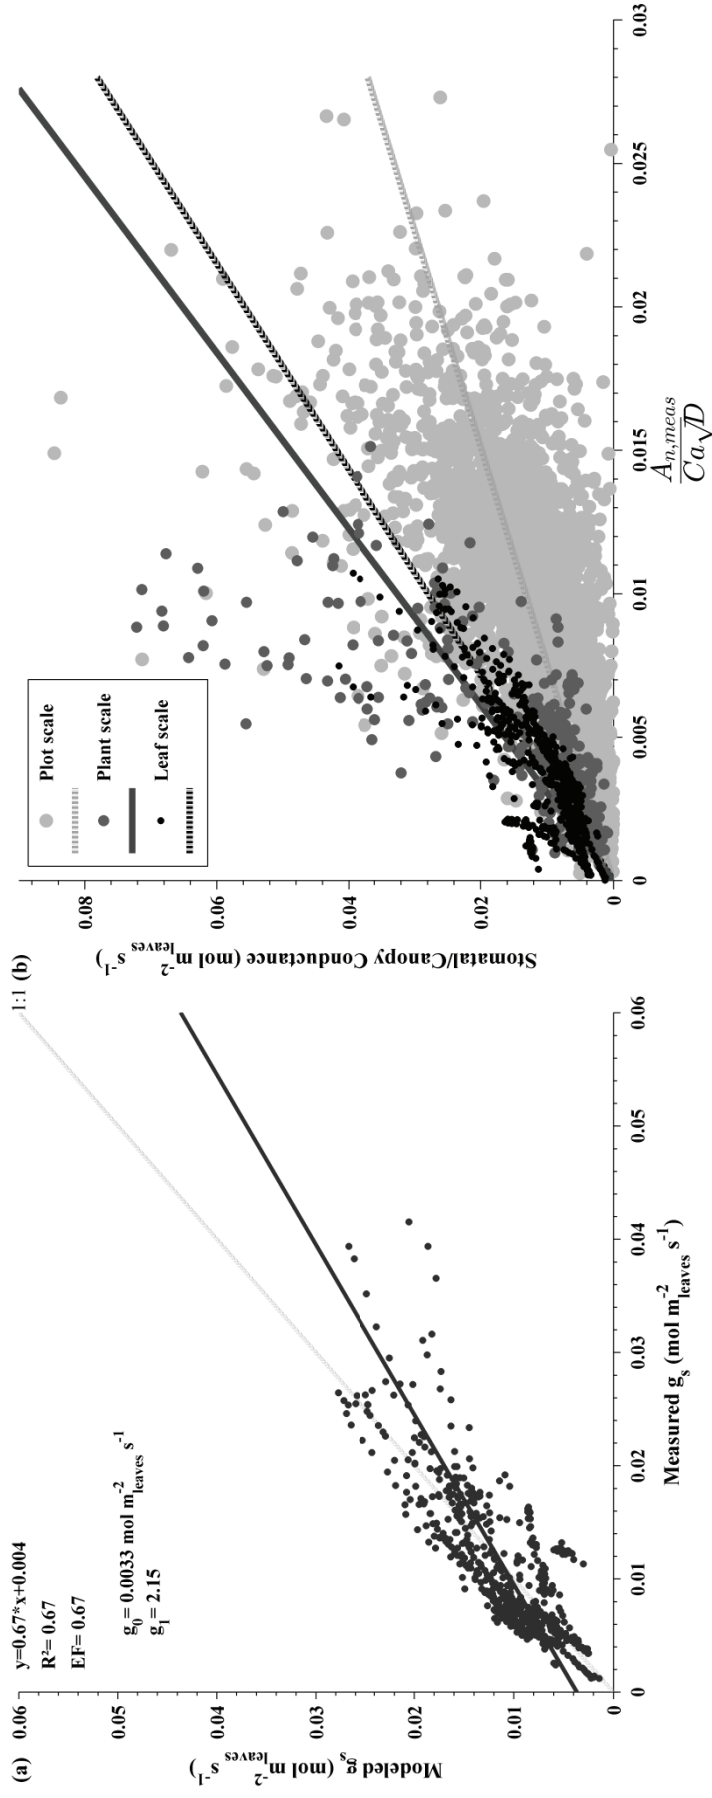 (a)
y=0.67*x+0.004
R²= 0.67
EF= 0.67
g0= 0.0033 mol m-2leaves s-1
g1= 2.15
1:1
0.06
0.05
0.04
0.03
0.02
0.01
0
Modeled gs (mol m-2leaves s-1)
0 0.01 0.02 0.03 0.04 0.05 0.06
Measured gs (mol m-2leaves s-1)
(b)
Plot scale
Plant scale
Leaf scale
0.08
0.06
0.04
0.02
0
Stomatal/Canopy Conductance (mol m-2leaves s-1)
0 0.005 0.01 0.015 0.02 0.025 0.03
An,meas
Ca√D